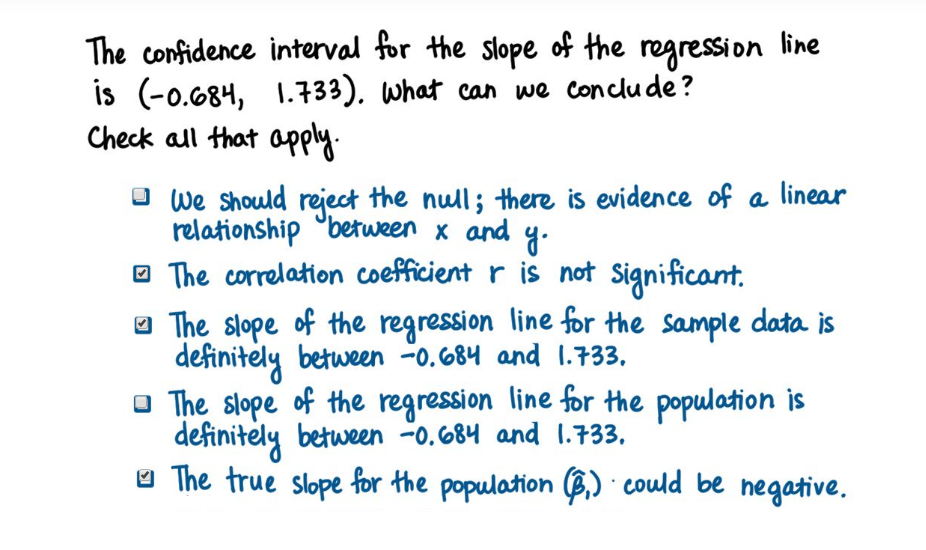 The confidence interval for the slope of the regression line
is (-0.684, 1.733). What can we conclude?
Check all that apply.
We should reject the null; there is evidence of a linear
relationship between x and y.
The correlation coefficient r is not significant.
The slope of the regression line for the sample data is
definitely between -0.684 and 1.733.
The slope of the regression line for the population is
definitely between -0.684 and 1.733.
The true slope for the population (β̂₁) could be negative.